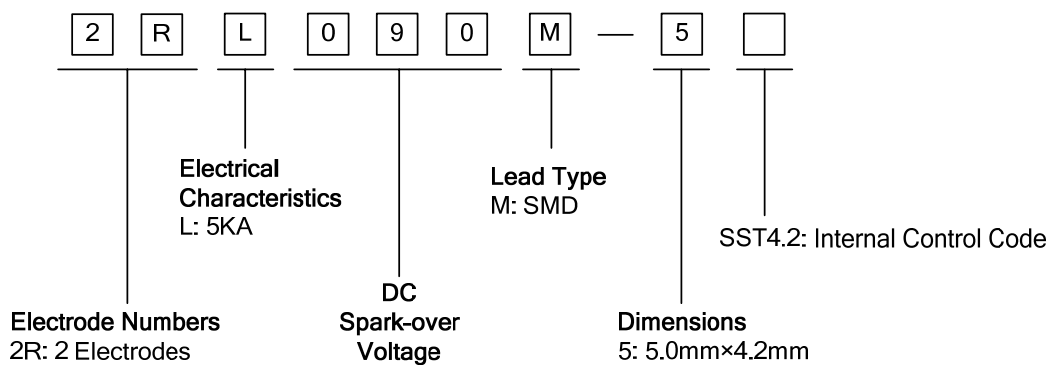 2 R L 0 9 0 M — 5
Electrical
Characteristics
L: 5KA
Lead Type
M: SMD
SST4.2: Internal Control Code
DC
Spark-over
Voltage
Electrode Numbers
2R: 2 Electrodes
Dimensions
5: 5.0mm×4.2mm